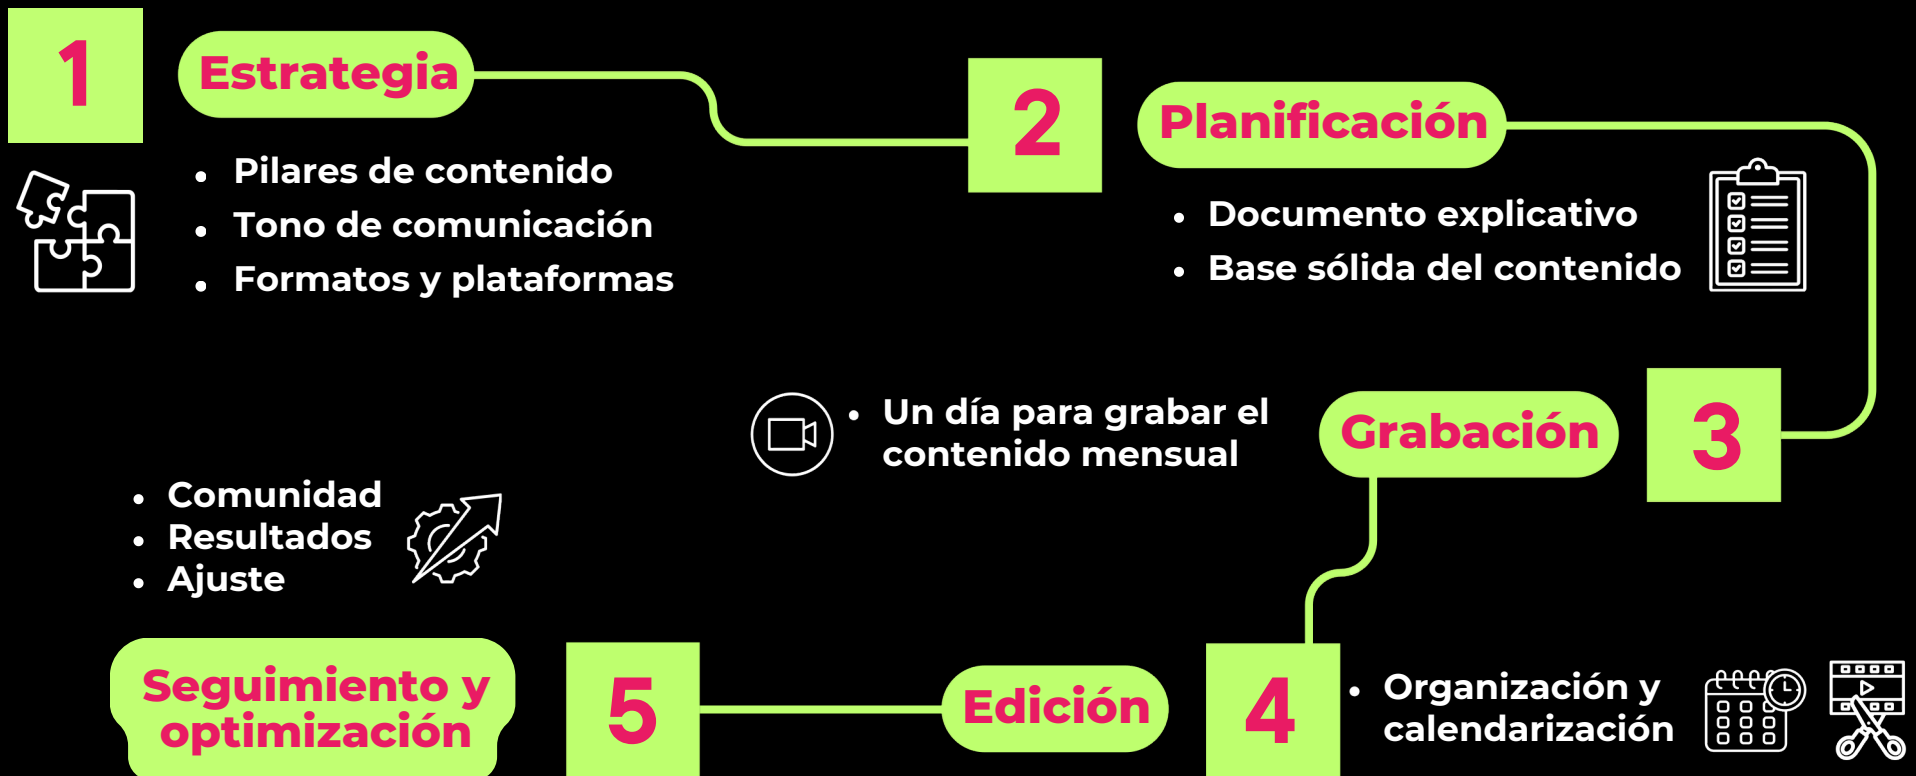 1
Estrategia
• Pilares de contenido
• Tono de comunicación
• Formatos y plataformas
2
Planificación
• Documento explicativo
• Base sólida del contenido
3
Grabación
• Un día para grabar el
contenido mensual
4
Edición
• Organización y
calendarización
5
Seguimiento y
optimización
• Comunidad
• Resultados
• Ajuste